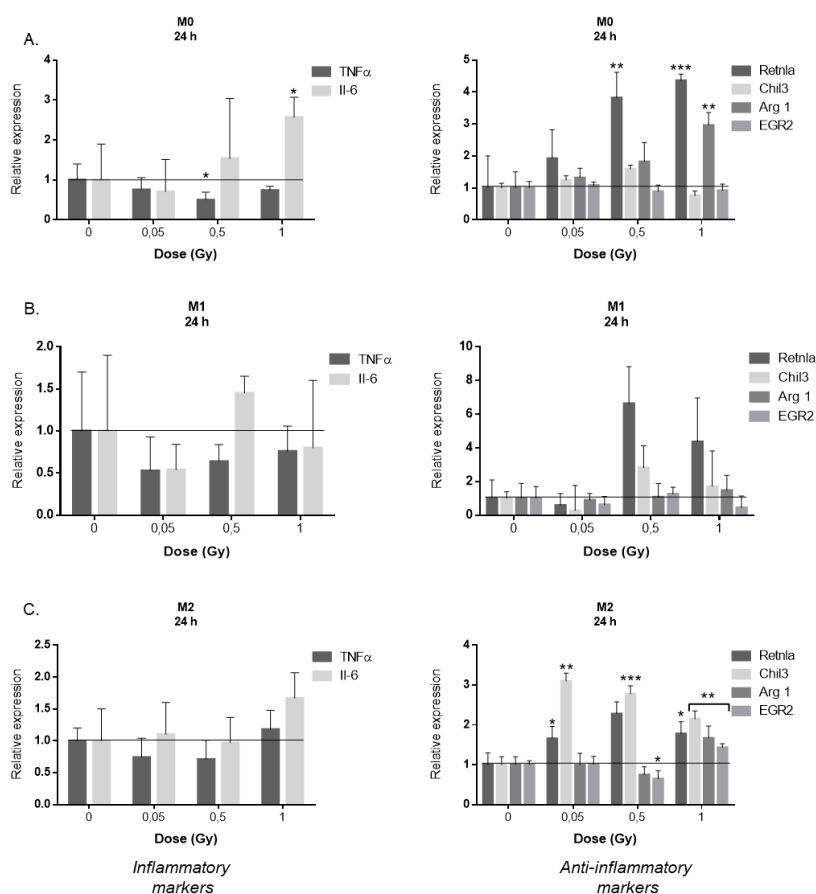 A.
M0
24 h
Relative expression
4
3
2
1
0
*
*
TNFα
Il-6
0
0,05
0,5
1
Dose (Gy)
M0
24 h
Relative expression
5
4
3
2
1
0
**
***
**
Retnla
Chil3
Arg 1
EGR2
0
0,05
0,5
1
Dose (Gy)
B.
M1
24 h
Relative expression
2.0
1.5
1.0
0.5
0.0
TNFα
Il-6
0
0,05
0,5
1
Dose (Gy)
M1
24 h
Relative expression
10
8
6
4
2
0
Retnla
Chil3
Arg 1
EGR2
0
0,05
0,5
1
Dose (Gy)
C.
M2
24 h
Relative expression
2.5
2.0
1.5
1.0
0.5
0.0
TNFα
Il-6
0
0,05
0,5
1
Dose (Gy)
Inflammatory
markers
M2
24 h
Relative expression
4
3
2
1
0
*
**
***
*
*
**
Retnla
Chil3
Arg 1
EGR2
0
0,05
0,5
1
Dose (Gy)
Anti-inflammatory
markers